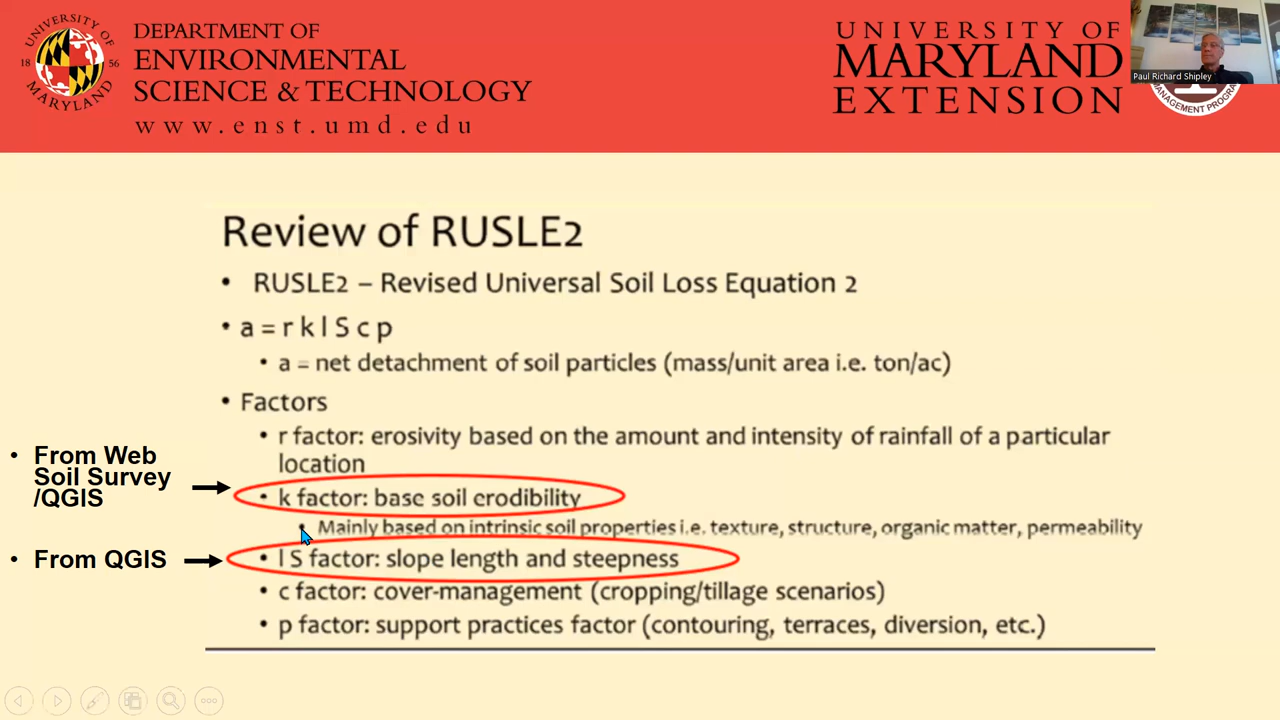 UNIVERSITY OF
18 56
MARYLAND
DEPARTMENT OF
ENVIRONMENTAL
SCIENCE & TECHNOLOGY
www.enst.umd.edu
UNIVERSITY OF
MARYLAND
EXTENSION
Paul Richard Shipley
MANAGEMENT PROGR
Review of RUSLE2
• RUSLE2 – Revised Universal Soil Loss Equation 2
• a = r k l S c p
• a = net detachment of soil particles (mass/unit area i.e. ton/ac)
• Factors
• r factor: erosivity based on the amount and intensity of rainfall of a particular
location
• From Web
Soil Survey
/QGIS
• k factor: base soil erodibility
• Mainly based on intrinsic soil properties i.e. texture, structure, organic matter, permeability
• From QGIS
• l S factor: slope length and steepness
• c factor: cover-management (cropping/tillage scenarios)
• p factor: support practices factor (contouring, terraces, diversion, etc.)